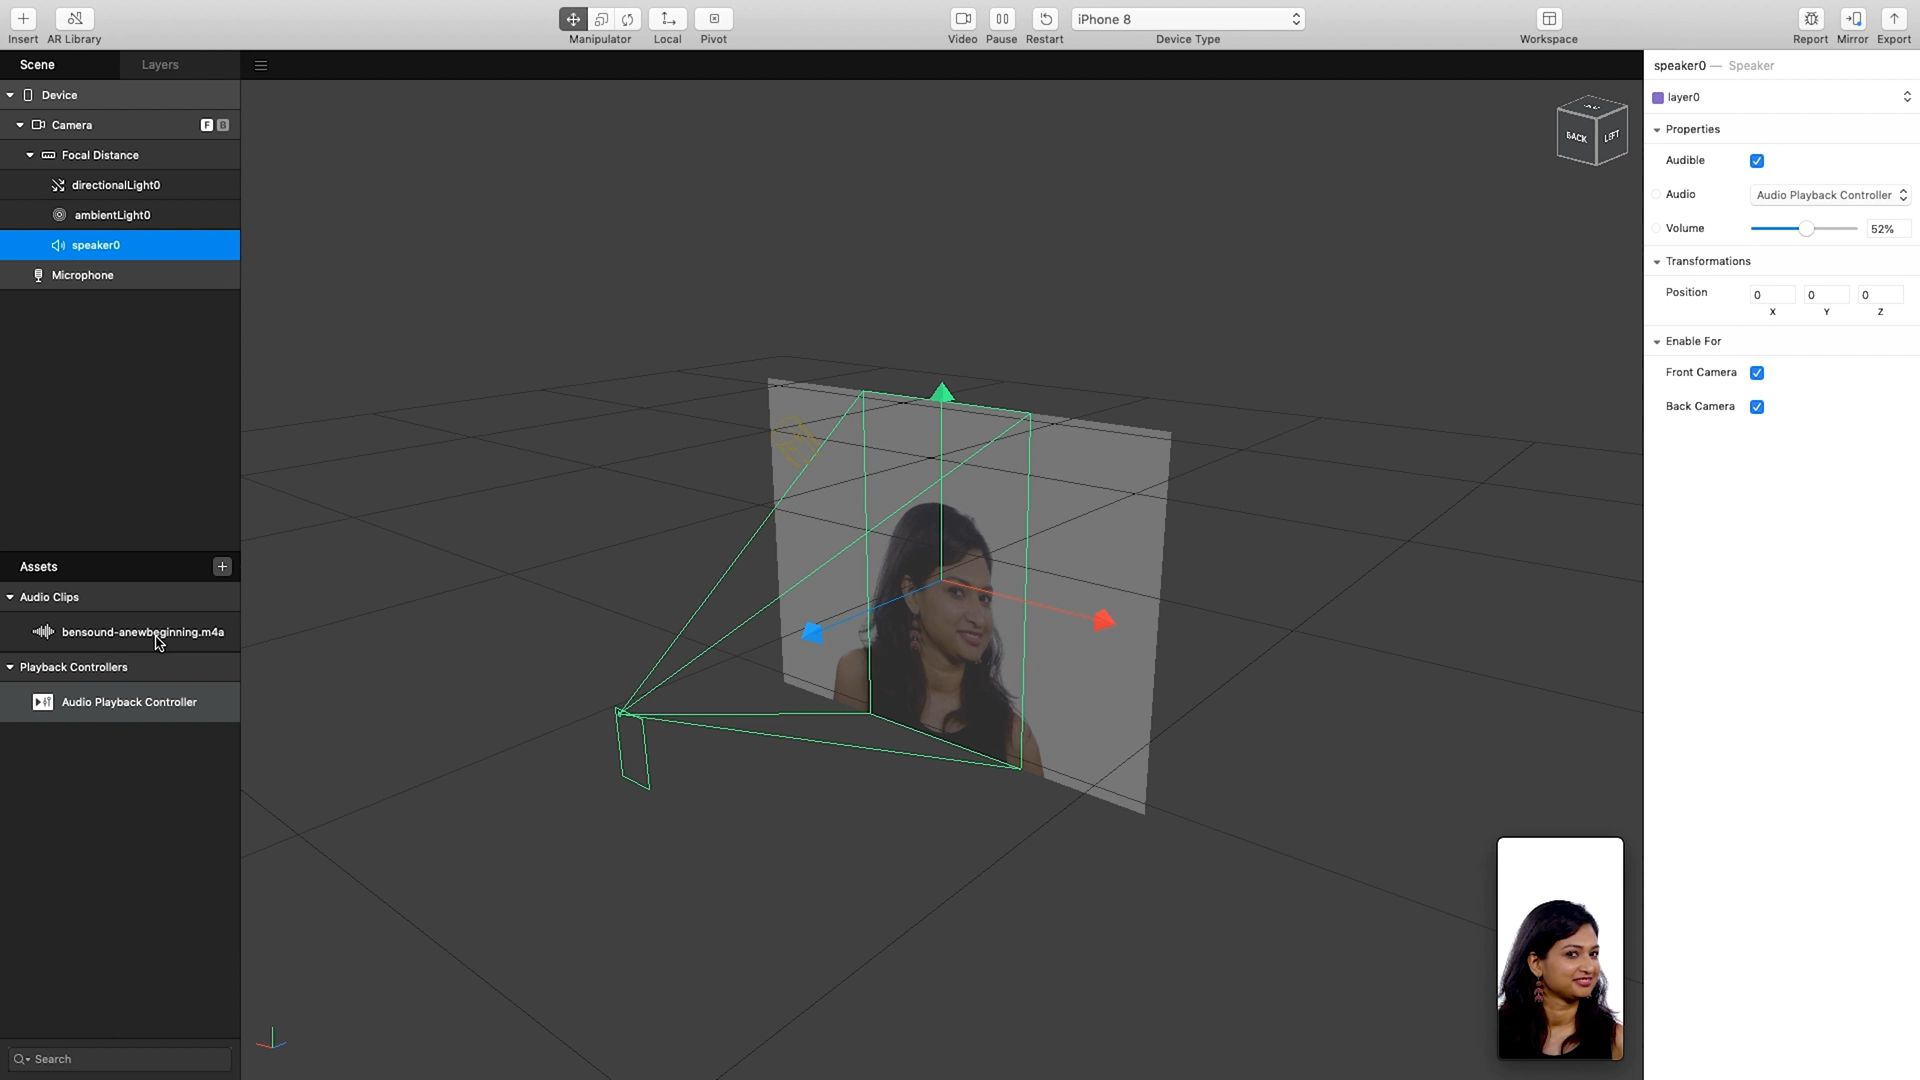 Insert
AR Library
Manipulator
Local
Pivot
Video
Pause
Restart
iPhone 8
Device Type
Workspace
Report
Mirror
Export
Scene
Layers
Device
Camera
F
B
Focal Distance
directionalLight0
ambientLight0
speaker0
Microphone
Assets
Audio Clips
bensound-anewbeginning.m4a
Playback Controllers
Audio Playback Controller
Search
BACK
LEFT
speaker0 — Speaker
layer0
Properties
Audible
Audio
Audio Playback Controller
Volume
52%
Transformations
Position
0
0
0
X
Y
Z
Enable For
Front Camera
Back Camera